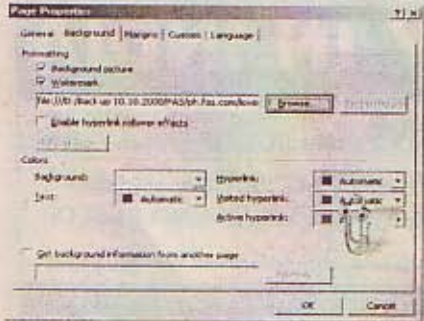 Page Properties
General Background Margins Custom Language
Formatting
Background picture
Watermark
Browse...
Enable hyperlink rollover effects
Colors
Background: Hyperlink: Automatic
Text: Automatic Visited hyperlink: Automatic
Active hyperlink:
Get background information from another page
OK Cancel